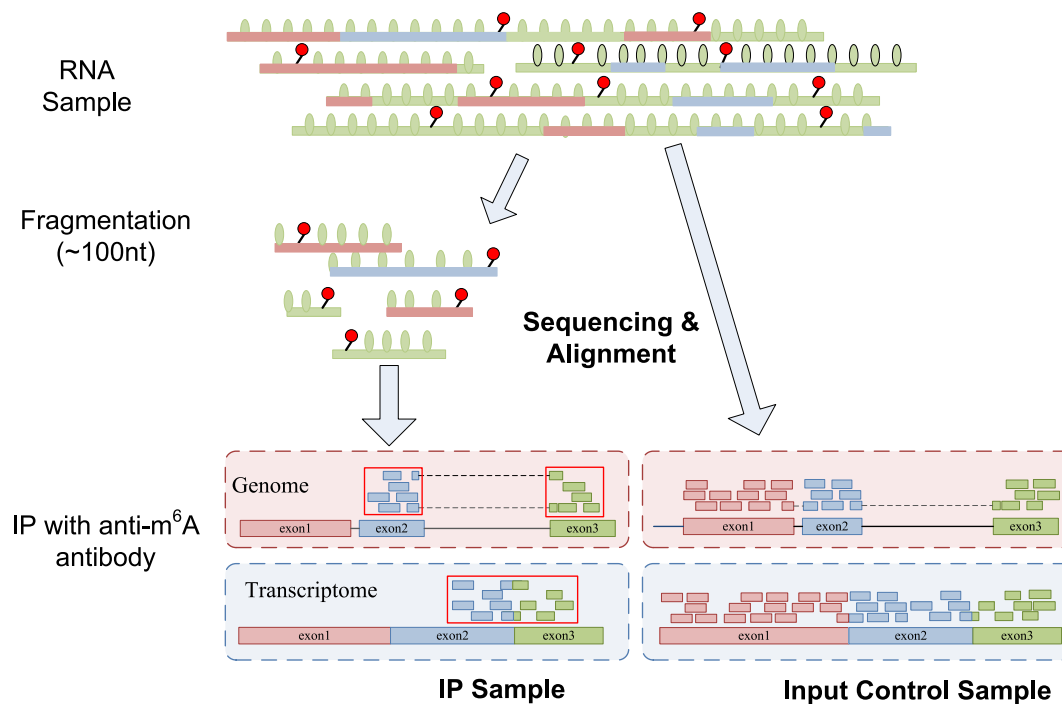 RNA
Sample
Fragmentation
(~100nt)
Sequencing &
Alignment
IP with anti-m⁶A
antibody
Genome
exon1 exon2 exon3
exon1 exon2 exon3
Transcriptome
exon1 exon2 exon3
exon1 exon2 exon3
IP Sample
Input Control Sample